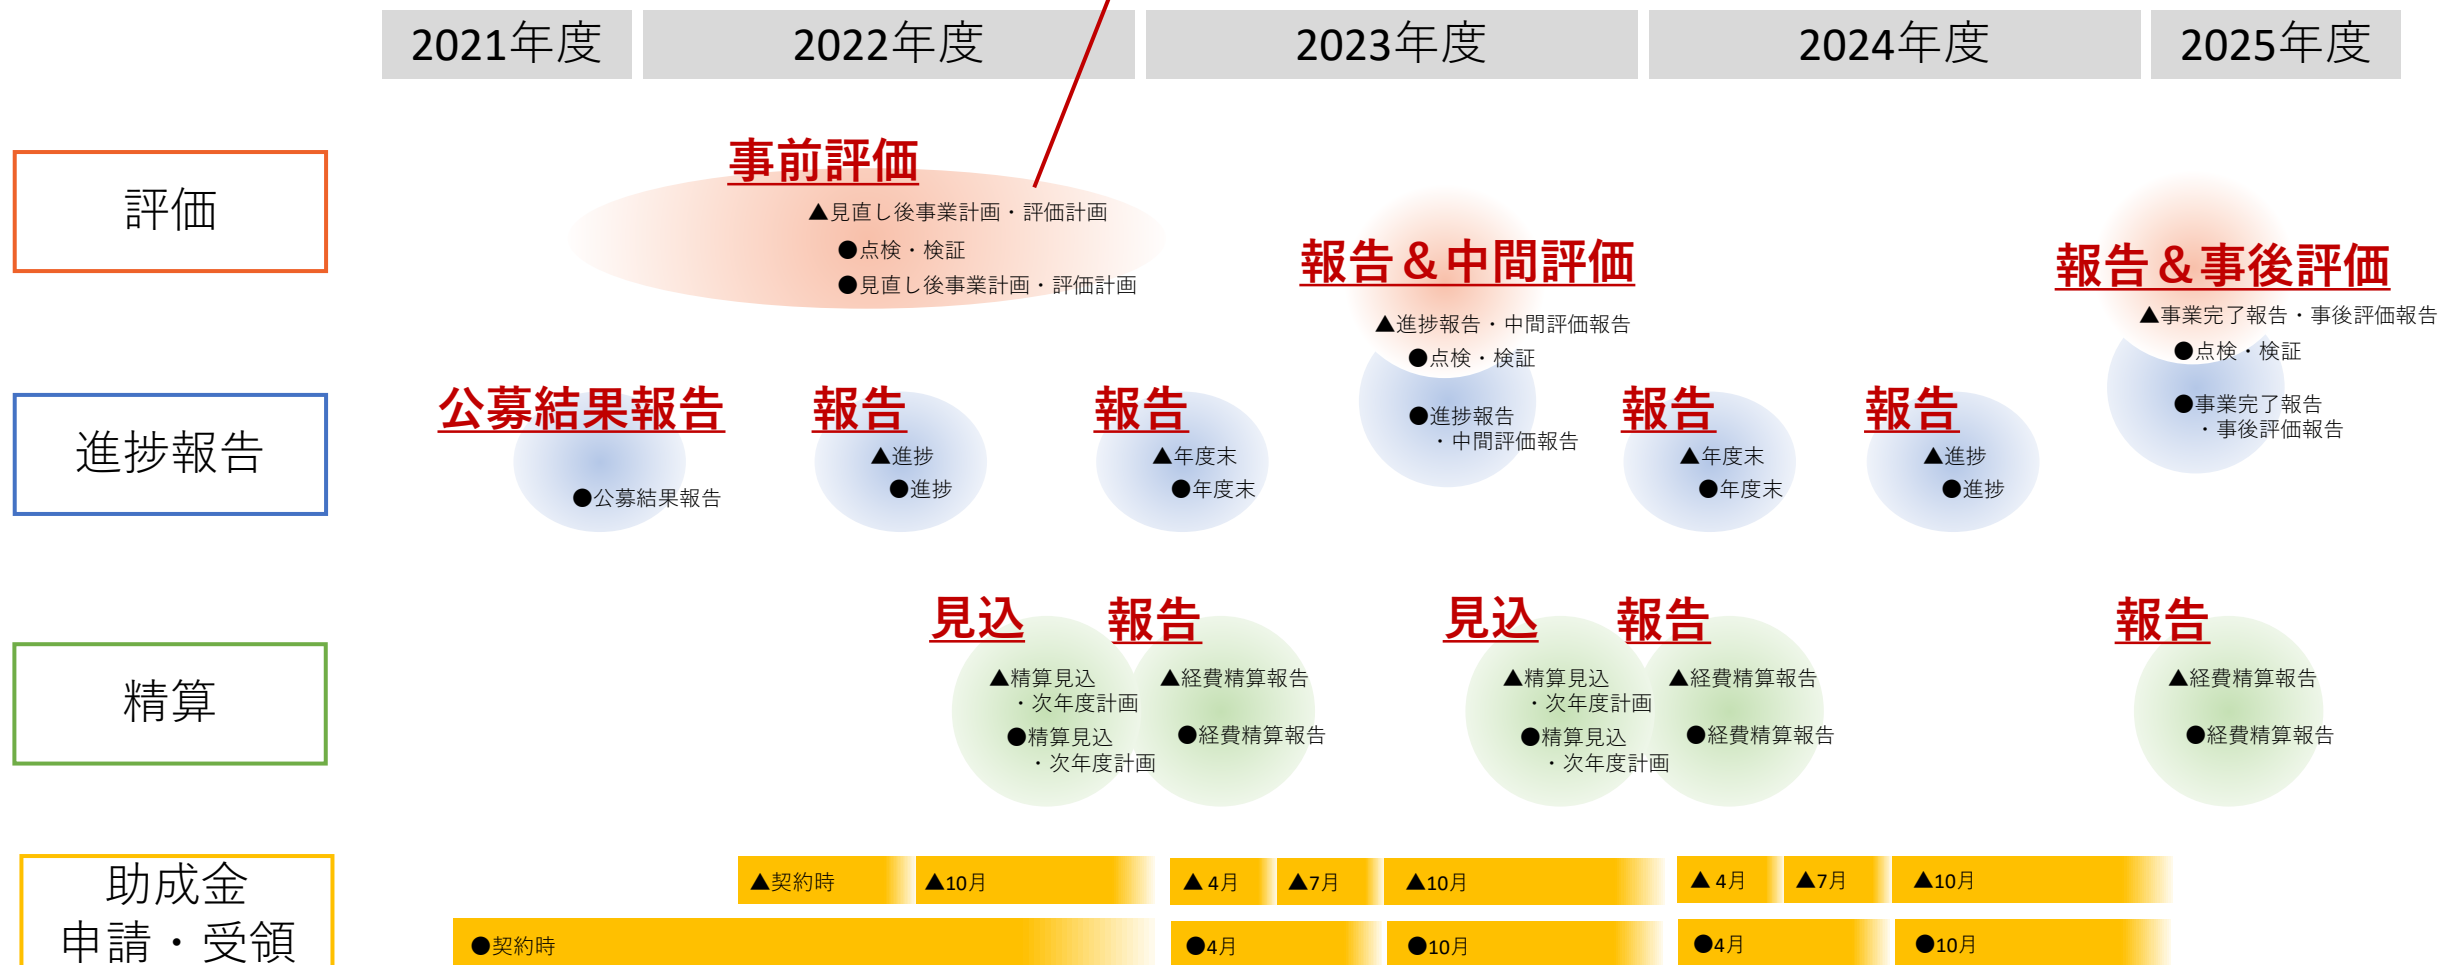 2021年度
2022年度
2023年度
2024年度
2025年度
評価
事前評価
▲見直し後事業計画・評価計画
●点検・検証
●見直し後事業計画・評価計画
報告＆中間評価
▲進捗報告・中間評価報告
●点検・検証
●進捗報告
・中間評価報告
報告＆事後評価
▲事業完了報告・事後評価報告
●点検・検証
●事業完了報告
・事後評価報告
進捗報告
公募結果報告
●公募結果報告
報告
▲進捗
●進捗
報告
▲年度末
●年度末
報告
▲年度末
●年度末
報告
▲進捗
●進捗
精算
見込
▲精算見込
・次年度計画
●精算見込
・次年度計画
報告
▲経費精算報告
●経費精算報告
見込
▲精算見込
・次年度計画
●精算見込
・次年度計画
報告
▲経費精算報告
●経費精算報告
報告
▲経費精算報告
●経費精算報告
助成金
申請・受領
▲契約時
▲10月
▲4月
▲7月
▲10月
▲4月
▲7月
▲10月
●契約時
●4月
●10月
●4月
●10月